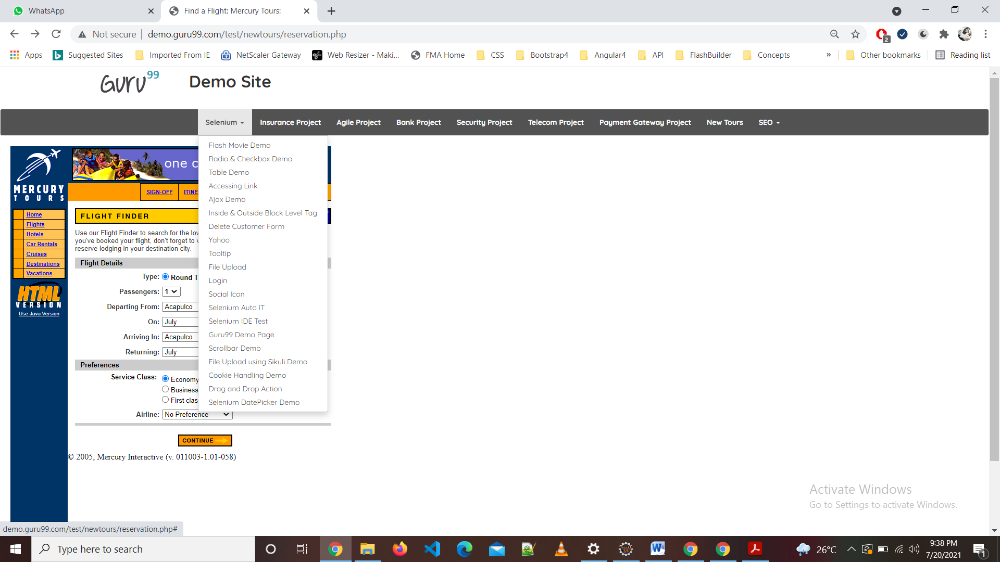 WhatsApp
Find a Flight: Mercury Tours:
Not secure | demo.guru99.com/test/newtours/reservation.php
2
Apps
Suggested Sites
Imported From IE
NetScaler Gateway
Web Resizer - Maki...
FMA Home
CSS
Bootstrap4
Angular4
API
FlashBuilder
Concepts
»
Other bookmarks
Reading list
Guru99
Demo Site
Selenium
Insurance Project
Agile Project
Bank Project
Security Project
Telecom Project
Payment Gateway Project
New Tours
SEO
Flash Movie Demo
Radio & Checkbox Demo
Table Demo
Accessing Link
Ajax Demo
Inside & Outside Block Level Tag
Delete Customer Form
Yahoo
Tooltip
File Upload
Login
Social Icon
Selenium Auto IT
Selenium IDE Test
Guru99 Demo Page
Scrollbar Demo
File Upload using Sikuli Demo
Cookie Handling Demo
Drag and Drop Action
Selenium DatePicker Demo
MERCURY
TOURS
Home
Flights
Hotels
Car Rentals
Cruises
Destinations
Vacations
HTML
VERSION
Use Java Version
one c
SIGN-OFF
ITINE
FLIGHT FINDER
Use our Flight Finder to search for the lo
you've booked your flight, don't forget to v
reserve lodging in your destination city.
Flight Details
Type: Round T
Passengers: 1
Departing From: Acapulco
On: July
Arriving In: Acapulco
Returning: July
Preferences
Service Class: Economy
Business
First clas
Airline: No Preference
CONTINUE
© 2005, Mercury Interactive (v. 011003-1.01-058)
Activate Windows
Go to Settings to activate Windows.
demo.guru99.com/test/newtours/reservation.php#
Type here to search
26°C
9:38 PM
7/20/2021
1